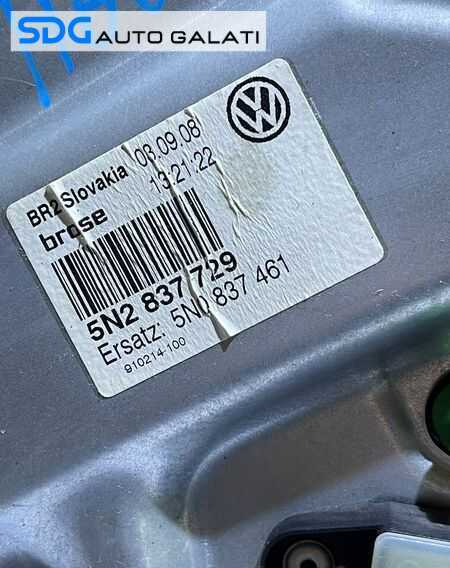 SDG AUTO GALATI
BR2 Slovakia 03.09.08
brose 13:21:22
5N2 837 729
Ersatz: 5N0 837 461
910214-100